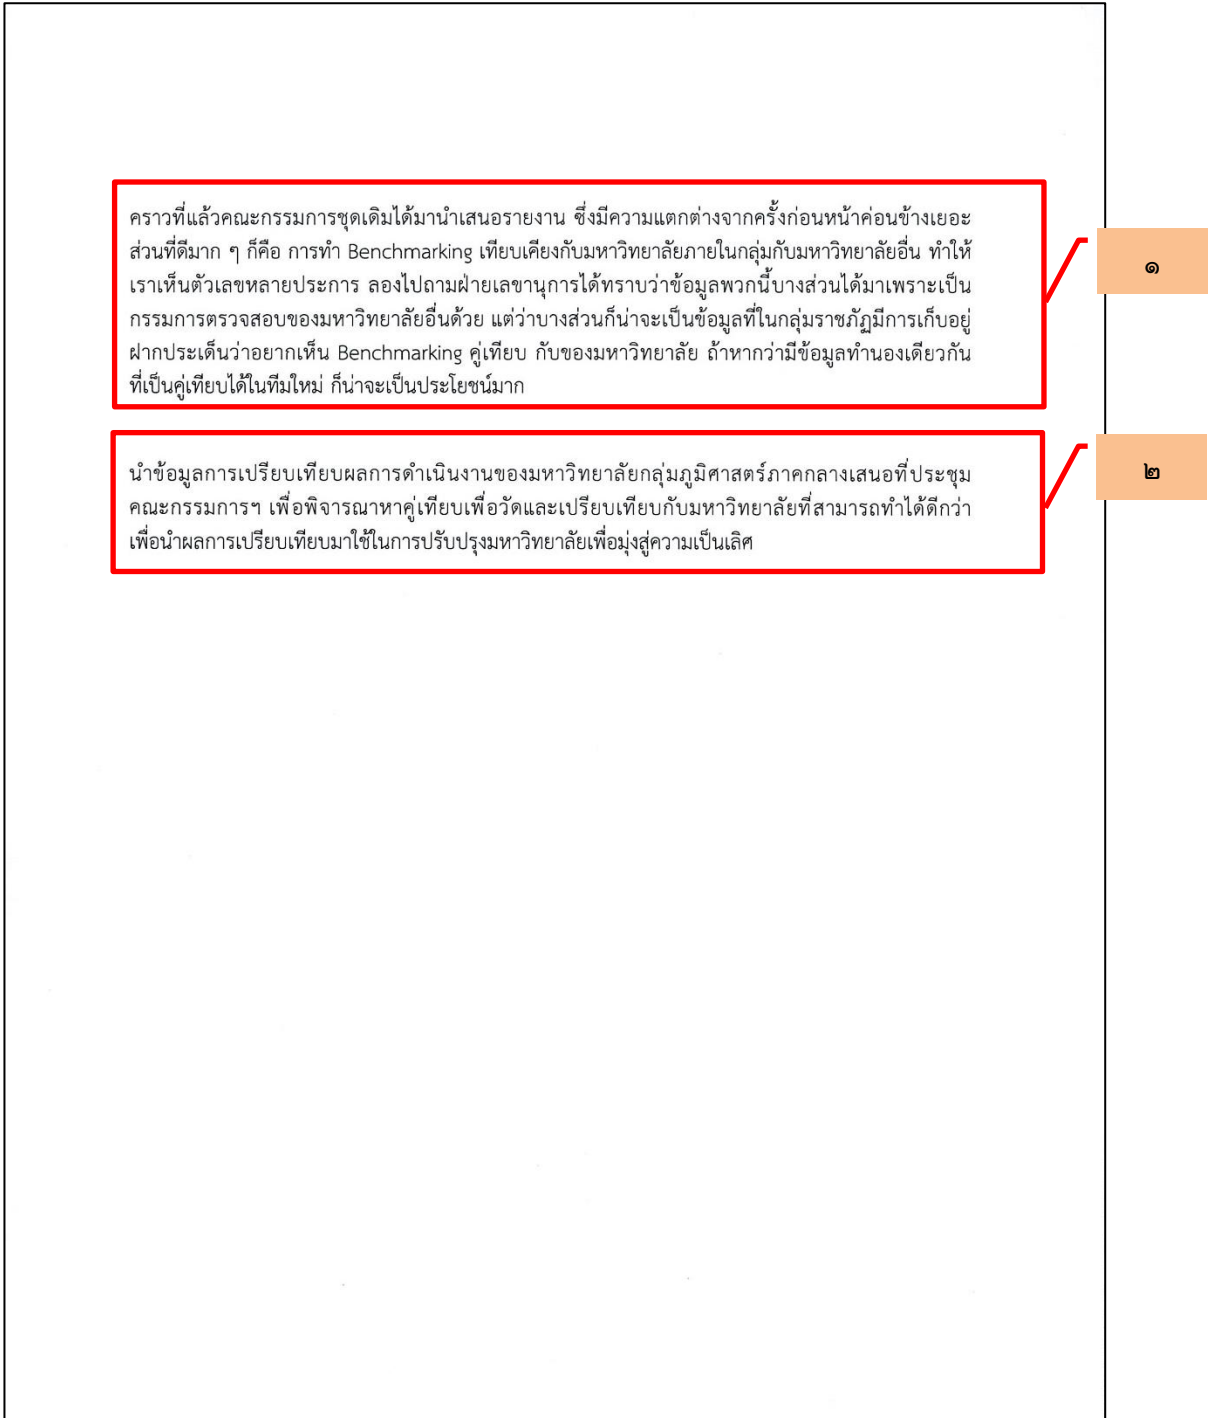 คราวที่แล้วคณะกรรมการชุดเดิมได้มานำเสนอรายงาน ซึ่งมีความแตกต่างจากครั้งก่อนหน้าค่อนข้างเยอะ
ส่วนที่ดีมาก ๆ ก็คือ การทำ Benchmarking เทียบเคียงกับมหาวิทยาลัยภายในกลุ่มกับมหาวิทยาลัยอื่น ทำให้
เราเห็นตัวเลขหลายประการ ลองไปถามฝ่ายเลขานุการได้ทราบว่าข้อมูลพวกนี้บางส่วนได้มาเพราะเป็น
กรรมการตรวจสอบของมหาวิทยาลัยอื่นด้วย แต่ว่าบางส่วนก็น่าจะเป็นข้อมูลที่ในกลุ่มราชภัฏมีการเก็บอยู่
ฝากประเด็นว่าอยากเห็น Benchmarking คู่เทียบ กับของมหาวิทยาลัย ถ้าหากว่ามีข้อมูลทำนองเดียวกัน
ที่เป็นคู่เทียบได้ในทีมใหม่ ก็น่าจะเป็นประโยชน์มาก
๑
นำข้อมูลการเปรียบเทียบผลการดำเนินงานของมหาวิทยาลัยกลุ่มภูมิศาสตร์ภาคกลางเสนอที่ประชุม
คณะกรรมการฯ เพื่อพิจารณาหาคู่เทียบเพื่อวัดและเปรียบเทียบกับมหาวิทยาลัยที่สามารถทำได้ดีกว่า
เพื่อนำผลการเปรียบเทียบมาใช้ในการปรับปรุงมหาวิทยาลัยเพื่อมุ่งสู่ความเป็นเลิศ
๒